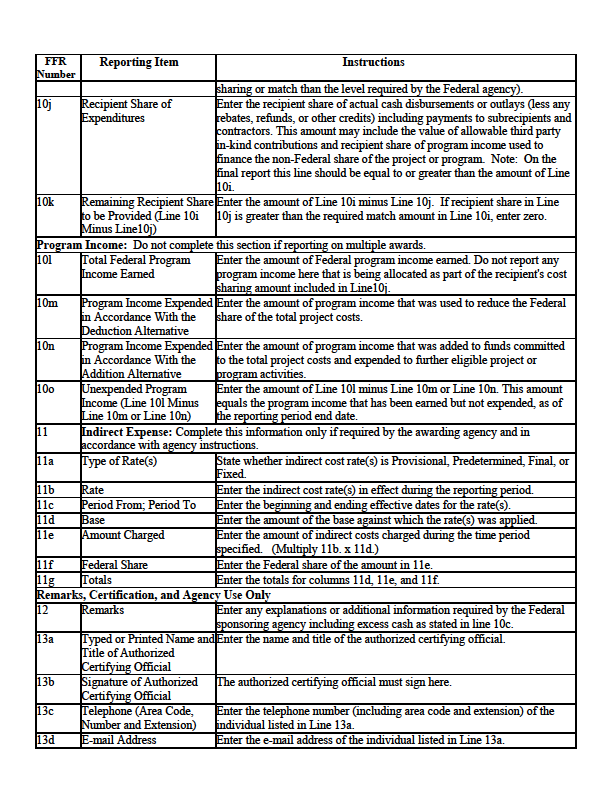 FFR Number Reporting Item Instructions
sharing or match than the level required by the Federal agency).
10j Recipient Share of Expenditures Enter the recipient share of actual cash disbursements or outlays (less any
rebates, refunds, or other credits) including payments to subrecipients and
contractors. This amount may include the value of allowable third party
in-kind contributions and recipient share of program income used to
finance the non-Federal share of the project or program.  Note:  On the
final report this line should be equal to or greater than the amount of Line
10i.
10k Remaining Recipient Share to be Provided (Line 10i Minus Line10j) Enter the amount of Line 10i minus Line 10j.  If recipient share in Line
10j is greater than the required match amount in Line 10i, enter zero.
Program Income:  Do not complete this section if reporting on multiple awards.
10l Total Federal Program Income Earned Enter the amount of Federal program income earned. Do not report any
program income here that is being allocated as part of the recipient's cost
sharing amount included in Line10j.
10m Program Income Expended in Accordance With the Deduction Alternative Enter the amount of program income that was used to reduce the Federal
share of the total project costs.
10n Program Income Expended in Accordance With the Addition Alternative Enter the amount of program income that was added to funds committed
to the total project costs and expended to further eligible project or
program activities.
10o Unexpended Program Income (Line 10l Minus Line 10m or Line 10n) Enter the amount of Line 10l minus Line 10m or Line 10n. This amount
equals the program income that has been earned but not expended, as of
the reporting period end date.
11 Indirect Expense: Complete this information only if required by the awarding agency and in
accordance with agency instructions.
11a Type of Rate(s) State whether indirect cost rate(s) is Provisional, Predetermined, Final, or
Fixed.
11b Rate Enter the indirect cost rate(s) in effect during the reporting period.
11c Period From; Period To Enter the beginning and ending effective dates for the rate(s).
11d Base Enter the amount of the base against which the rate(s) was applied.
11e Amount Charged Enter the amount of indirect costs charged during the time period
specified.   (Multiply 11b. x 11d.)
11f Federal Share Enter the Federal share of the amount in 11e.
11g Totals Enter the totals for columns 11d, 11e, and 11f.
Remarks, Certification, and Agency Use Only
12 Remarks Enter any explanations or additional information required by the Federal
sponsoring agency including excess cash as stated in line 10c.
13a Typed or Printed Name and Title of Authorized Certifying Official Enter the name and title of the authorized certifying official.
13b Signature of Authorized Certifying Official The authorized certifying official must sign here.
13c Telephone (Area Code, Number and Extension) Enter the telephone number (including area code and extension) of the
individual listed in Line 13a.
13d E-mail Address Enter the e-mail address of the individual listed in Line 13a.